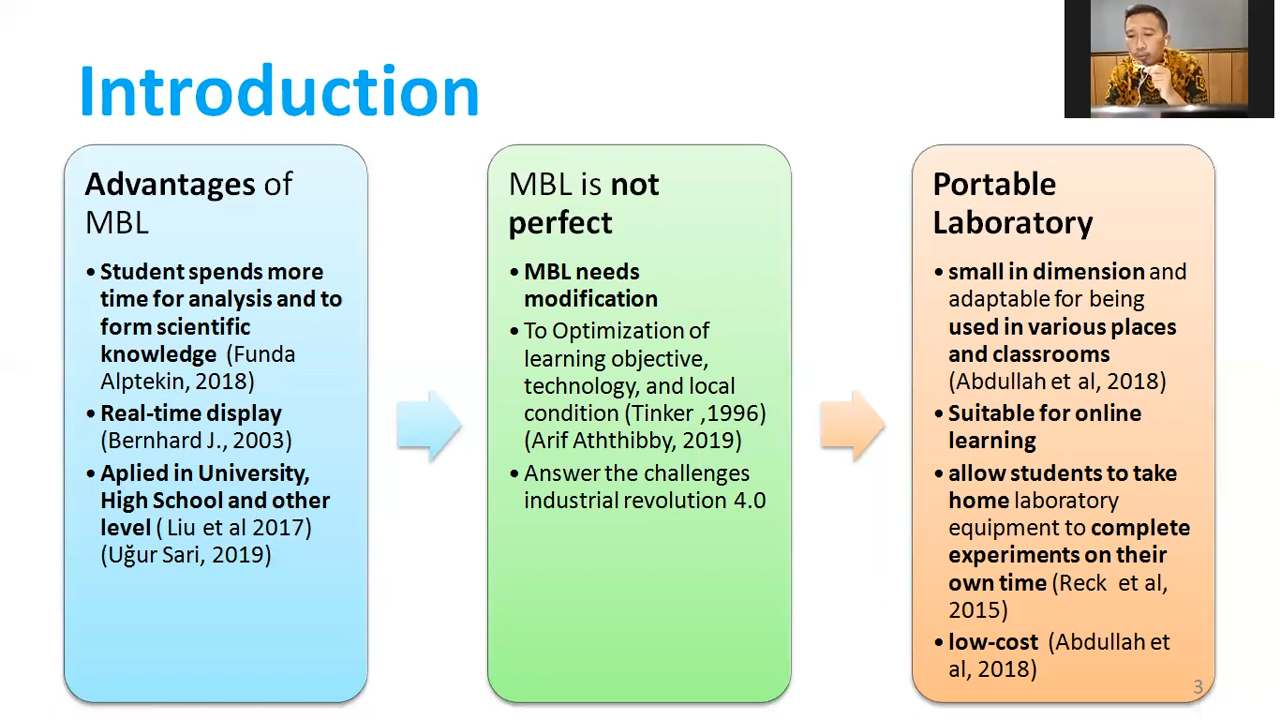 Introduction
Advantages of
MBL
• Student spends more
time for analysis and to
form scientific
knowledge (Funda
Alptekin, 2018)
• Real-time display
(Bernhard J., 2003)
• Aplied in University,
High School and other
level ( Liu et al 2017)
(Uğur Sari, 2019)
MBL is not
perfect
• MBL needs
modification
• To Optimization of
learning objective,
technology, and local
condition (Tinker ,1996)
(Arif Aththibby, 2019)
• Answer the challenges
industrial revolution 4.0
Portable
Laboratory
• small in dimension and
adaptable for being
used in various places
and classrooms
(Abdullah et al, 2018)
• Suitable for online
learning
• allow students to take
home laboratory
equipment to complete
experiments on their
own time (Reck et al,
2015)
• low-cost (Abdullah et
al, 2018)
3